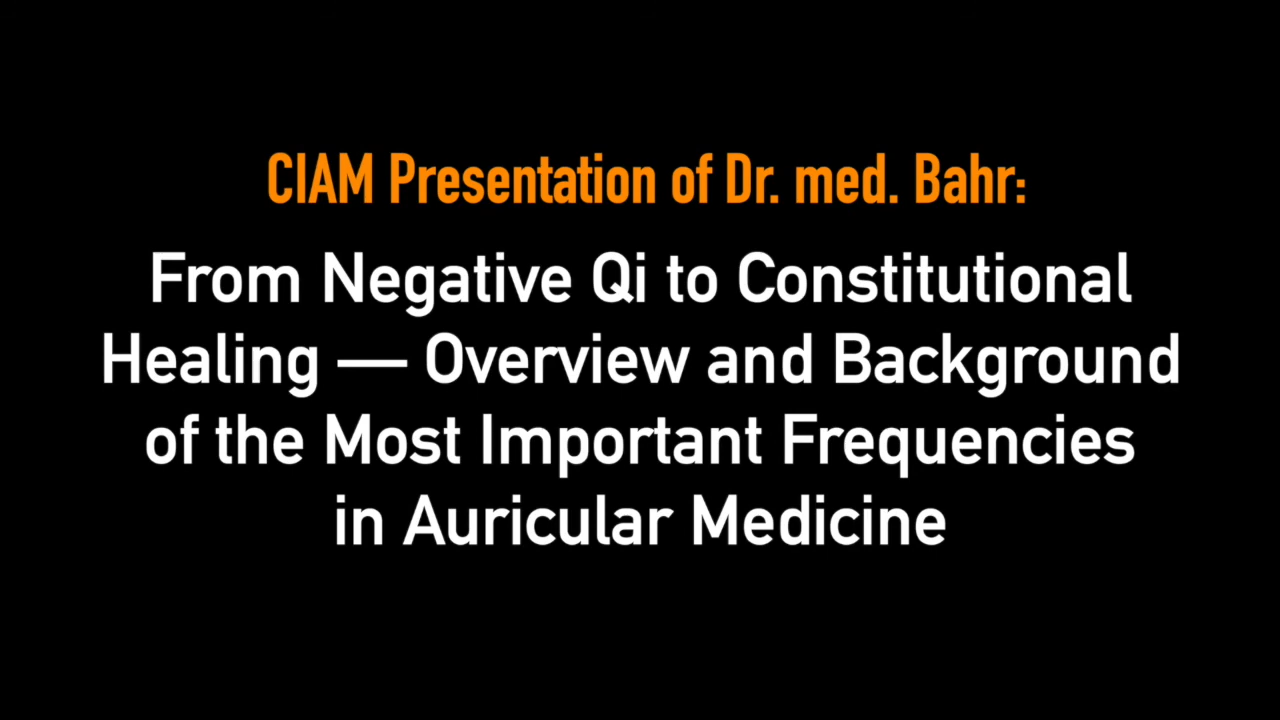 CIAM Presentation of Dr. med. Bahr:
From Negative Qi to Constitutional
Healing — Overview and Background
of the Most Important Frequencies
in Auricular Medicine